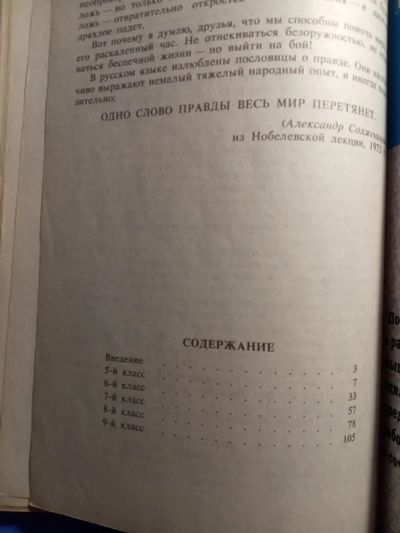 ложь — но только
ложь — отвратительно откроется
дряхлое падет.
Вот почему я думаю, друзья, что мы способны помочь
его раскаленный час. Не отнекиваться безоружностью, не
ваться беспечной жизни — но выйти на бой!
В русском языке излюблены пословицы о правде. Они
чиво выражают немалый тяжелый народный опыт, и иногда
зительно:
ОДНО СЛОВО ПРАВДЫ ВЕСЬ МИР ПЕРЕТЯНЕТ.
(Александр
из Нобелевской лекции, 1972
СОДЕРЖАНИЕ
Введение . . . . . . . . . 3
5-й класс . . . . . . . . . 7
6-й класс . . . . . . . . . 33
7-й класс . . . . . . . . . 57
8-й класс . . . . . . . . . 78
9-й класс . . . . . . . . . 105